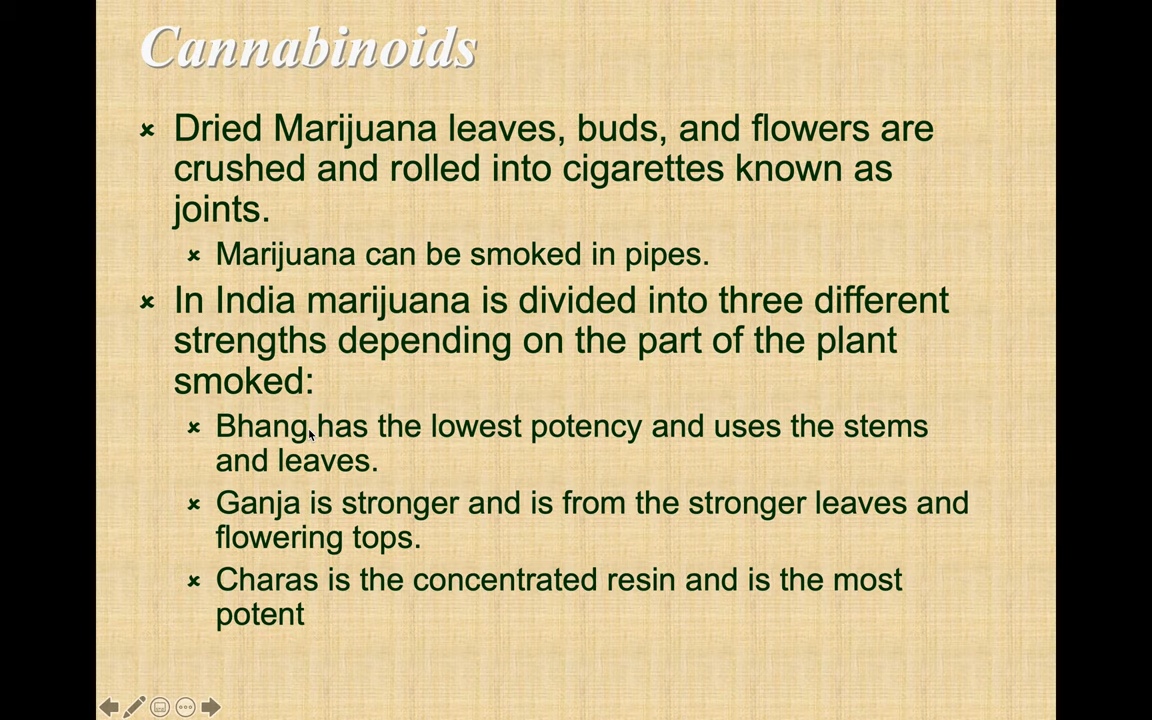 Cannabinoids
Dried Marijuana leaves, buds, and flowers are
crushed and rolled into cigarettes known as
joints.
Marijuana can be smoked in pipes.
In India marijuana is divided into three different
strengths depending on the part of the plant
smoked:
Bhang has the lowest potency and uses the stems
and leaves.
Ganja is stronger and is from the stronger leaves and
flowering tops.
Charas is the concentrated resin and is the most
potent